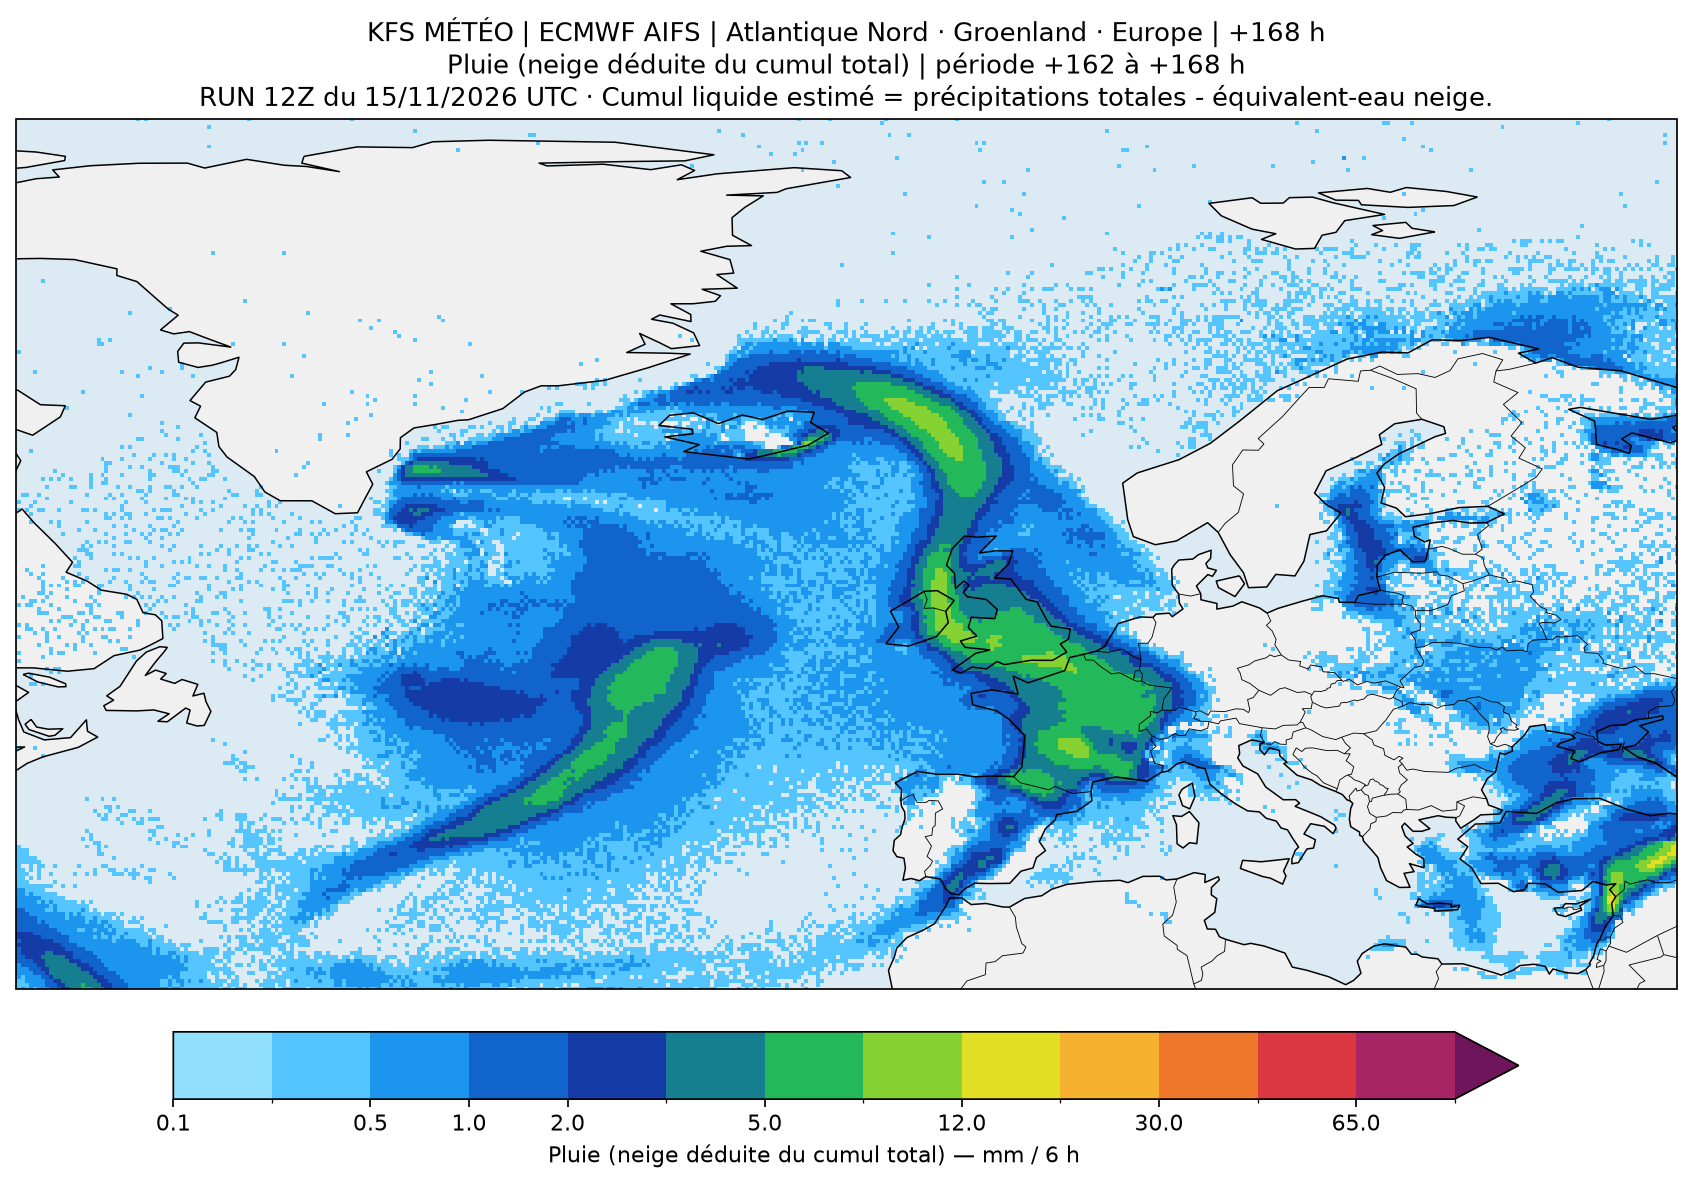 KFS MÉTÉO | ECMWF AIFS | Atlantique Nord · Groenland · Europe | +168 h
Pluie (neige déduite du cumul total) | période +162 à +168 h
RUN 12Z du 15/11/2026 UTC · Cumul liquide estimé = précipitations totales - équivalent-eau neige.
0.1 0.5 1.0 2.0 5.0 12.0 30.0 65.0
Pluie (neige déduite du cumul total) — mm / 6 h